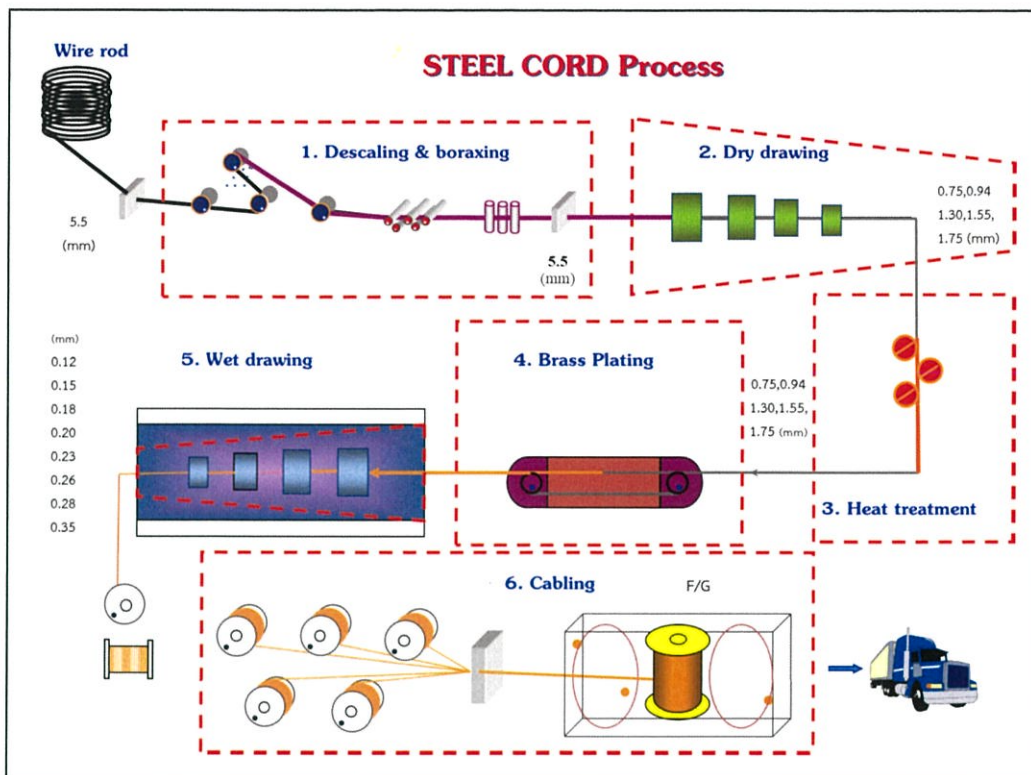 Wire rod
STEEL CORD Process
1. Descaling & boraxing
2. Dry drawing
5.5
(mm)
5.5
(mm)
0.75,0.94
1.30,1.55,
1.75 (mm)
(mm)
0.12
0.15
0.18
0.20
0.23
0.26
0.28
0.35
5. Wet drawing
4. Brass Plating
0.75,0.94
1.30,1.55,
1.75 (mm)
3. Heat treatment
6. Cabling
F/G